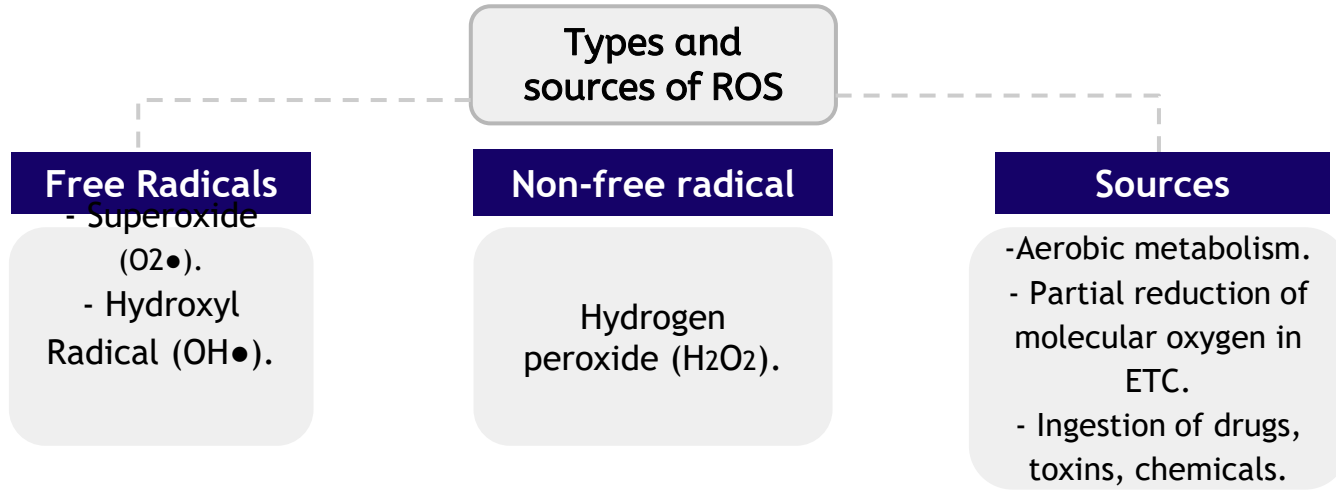 Types and
sources of ROS
Free Radicals
- Superoxide
(O2●).
- Hydroxyl
Radical (OH●).
Non-free radical
Hydrogen
peroxide (H2O2).
Sources
-Aerobic metabolism.
- Partial reduction of
molecular oxygen in
ETC.
- Ingestion of drugs,
toxins, chemicals.